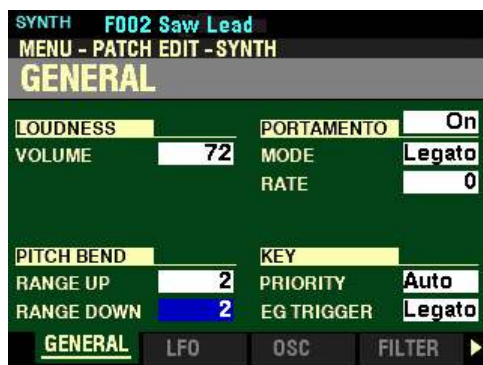 SYNTH F002 Saw Lead
MENU - PATCH EDIT -SYNTH
GENERAL
LOUDNESS
VOLUME 72
PORTAMENTO On
MODE Legato
RATE 0
PITCH BEND
RANGE UP 2
RANGE DOWN 2
KEY
PRIORITY Auto
EG TRIGGER Legato
GENERAL LFO OSC FILTER